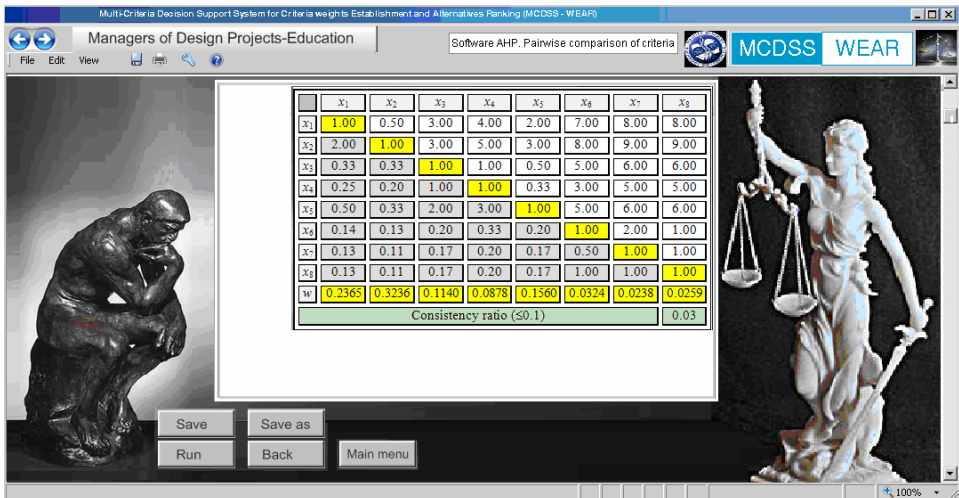 Multi-Criteria Decision Support System for Criteria weights Establishment and Alternatives Ranking (MCDSS - WEAR)
Managers of Design Projects-Education
Software AHP. Pairwise comparison of criteria
MCDSS WEAR
File Edit View
x1 x2 x3 x4 x5 x6 x7 x8
x1 1.00 0.50 3.00 4.00 2.00 7.00 8.00 8.00
x2 2.00 1.00 3.00 5.00 3.00 8.00 9.00 9.00
x3 0.33 0.33 1.00 1.00 0.50 5.00 6.00 6.00
x4 0.25 0.20 1.00 1.00 0.33 3.00 5.00 5.00
x5 0.50 0.33 2.00 3.00 1.00 5.00 6.00 6.00
x6 0.14 0.13 0.20 0.33 0.20 1.00 2.00 1.00
x7 0.13 0.11 0.17 0.20 0.17 0.50 1.00 1.00
x8 0.13 0.11 0.17 0.20 0.17 1.00 1.00 1.00
w 0.2365 0.3236 0.1140 0.0878 0.1560 0.0324 0.0238 0.0259
Consistency ratio (≤0.1) 0.03
Save Save as
Run Back Main menu
100%